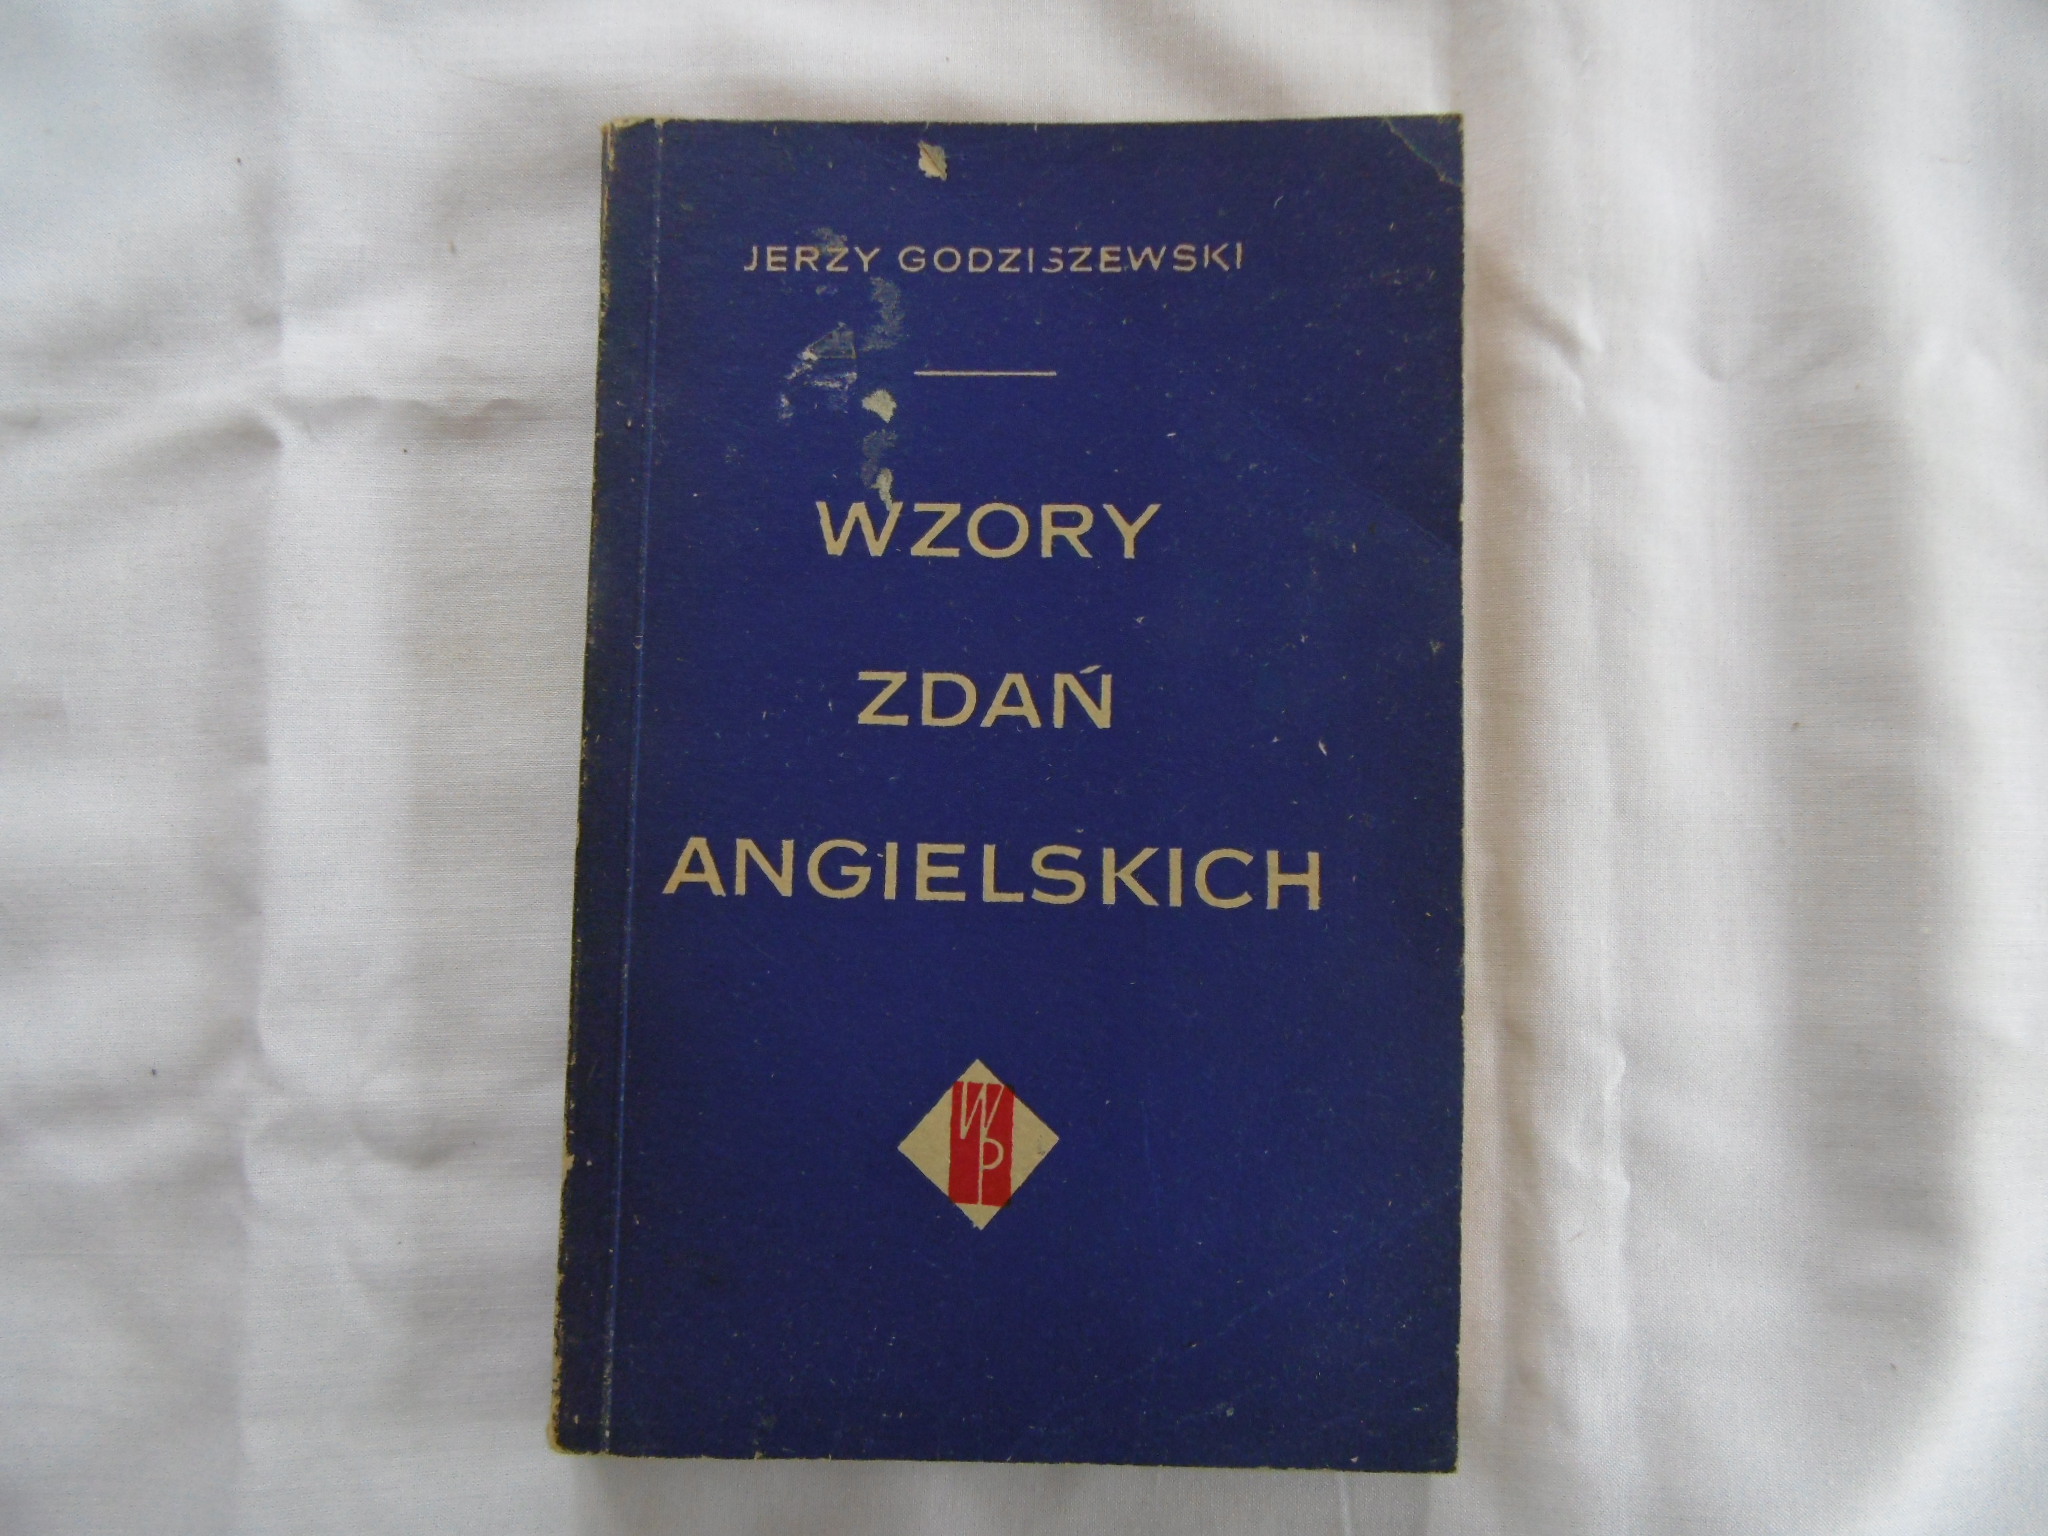 JERZY GODZISZEWSKI
WZORY
ZDAŃ
ANGIELSKICH
WP